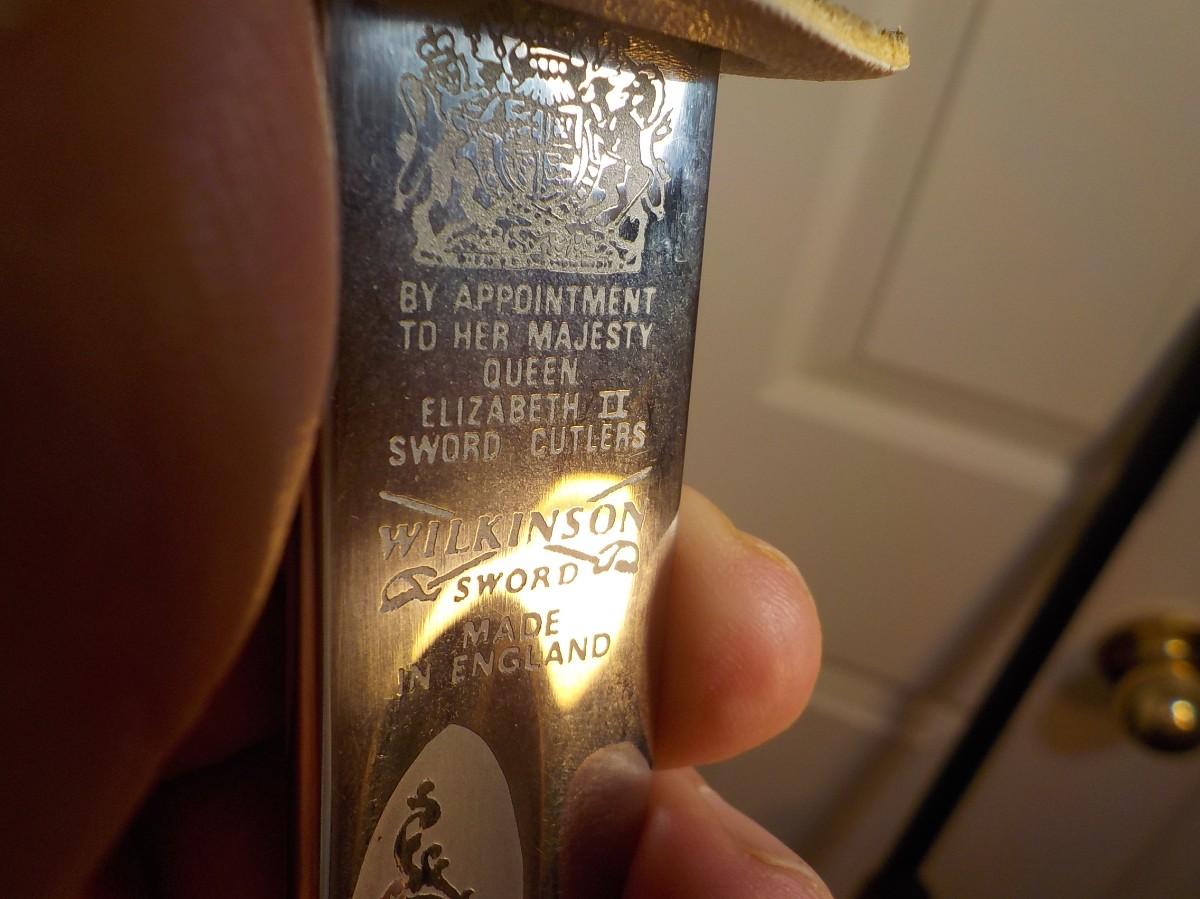 BY APPOINTMENT
TO HER MAJESTY
QUEEN
ELIZABETH II
SWORD CUTLERS
WILKINSON
SWORD
MADE
IN ENGLAND